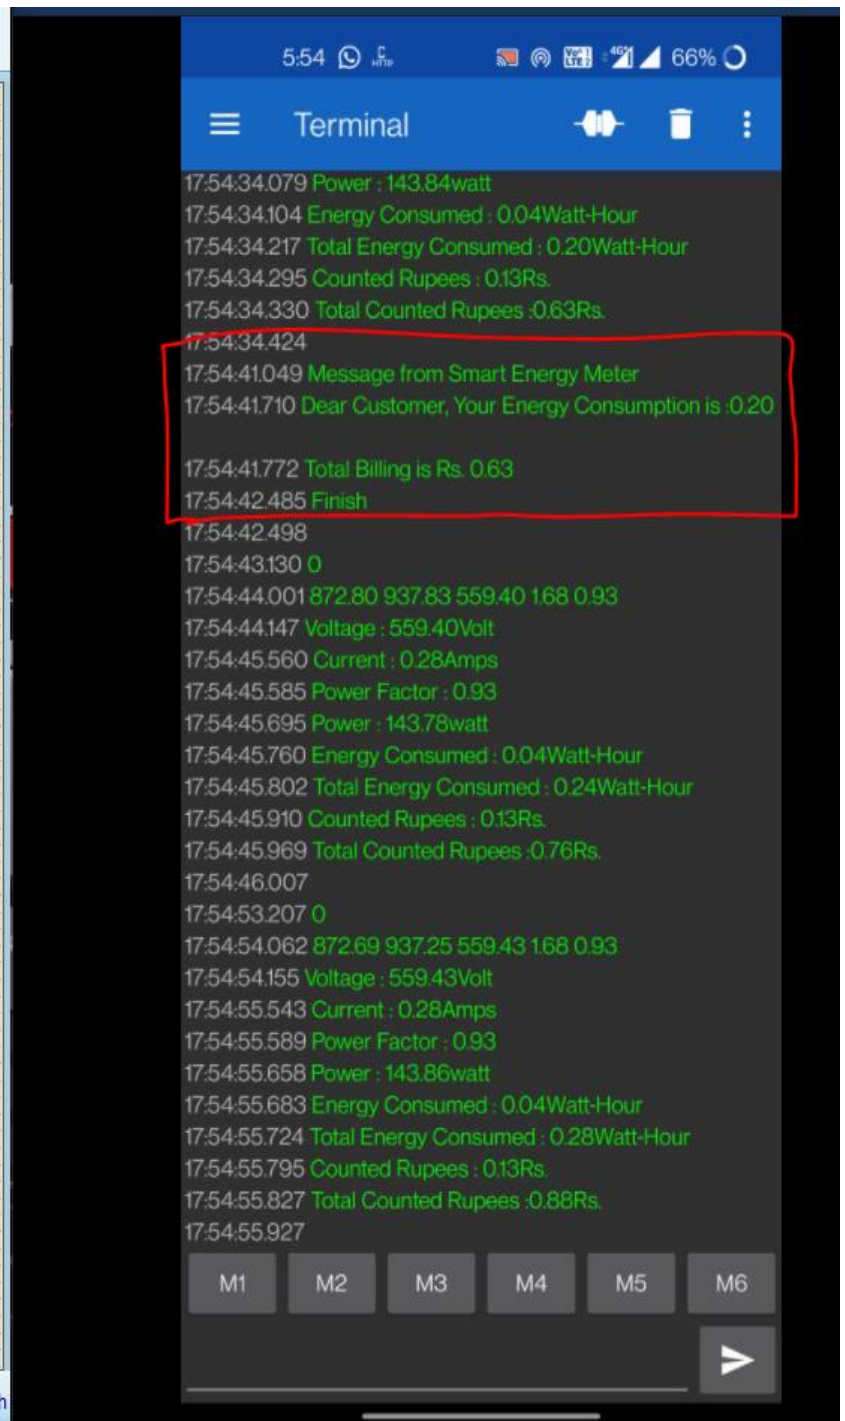 5:54 66%
Terminal
17:54:34.079 Power : 143.84watt
17:54:34.104 Energy Consumed : 0.04Watt-Hour
17:54:34.217 Total Energy Consumed : 0.20Watt-Hour
17:54:34.295 Counted Rupees : 0.13Rs.
17:54:34.330 Total Counted Rupees :0.63Rs.
17:54:34.424
17:54:41.049 Message from Smart Energy Meter
17:54:41.710 Dear Customer, Your Energy Consumption is :0.20
17:54:41.772 Total Billing is Rs. 0.63
17:54:42.485 Finish
17:54:42.498
17:54:43.130 0
17:54:44.001 872.80 937.83 559.40 1.68 0.93
17:54:44.147 Voltage : 559.40Volt
17:54:45.560 Current : 0.28Amps
17:54:45.585 Power Factor : 0.93
17:54:45.695 Power : 143.78watt
17:54:45.760 Energy Consumed : 0.04Watt-Hour
17:54:45.802 Total Energy Consumed : 0.24Watt-Hour
17:54:45.910 Counted Rupees : 0.13Rs.
17:54:45.969 Total Counted Rupees :0.76Rs.
17:54:46.007
17:54:53.207 0
17:54:54.062 872.69 937.25 559.43 1.68 0.93
17:54:54.155 Voltage : 559.43Volt
17:54:55.543 Current : 0.28Amps
17:54:55.589 Power Factor : 0.93
17:54:55.658 Power : 143.86watt
17:54:55.683 Energy Consumed : 0.04Watt-Hour
17:54:55.724 Total Energy Consumed : 0.28Watt-Hour
17:54:55.795 Counted Rupees : 0.13Rs.
17:54:55.827 Total Counted Rupees :0.88Rs.
17:54:55.927
M1 M2 M3 M4 M5 M6